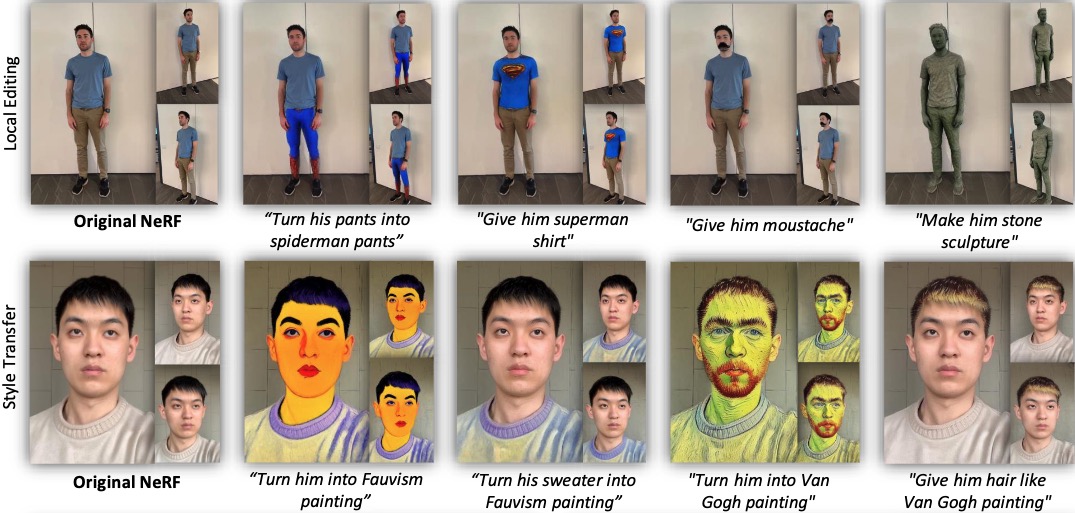 Local Editing
Original NeRF
“Turn his pants into
spiderman pants”
"Give him superman
shirt"
"Give him moustache"
"Make him stone
sculpture"
Style Transfer
Original NeRF
“Turn him into Fauvism
painting”
“Turn his sweater into
Fauvism painting”
"Turn him into Van
Gogh painting"
"Give him hair like
Van Gogh painting"